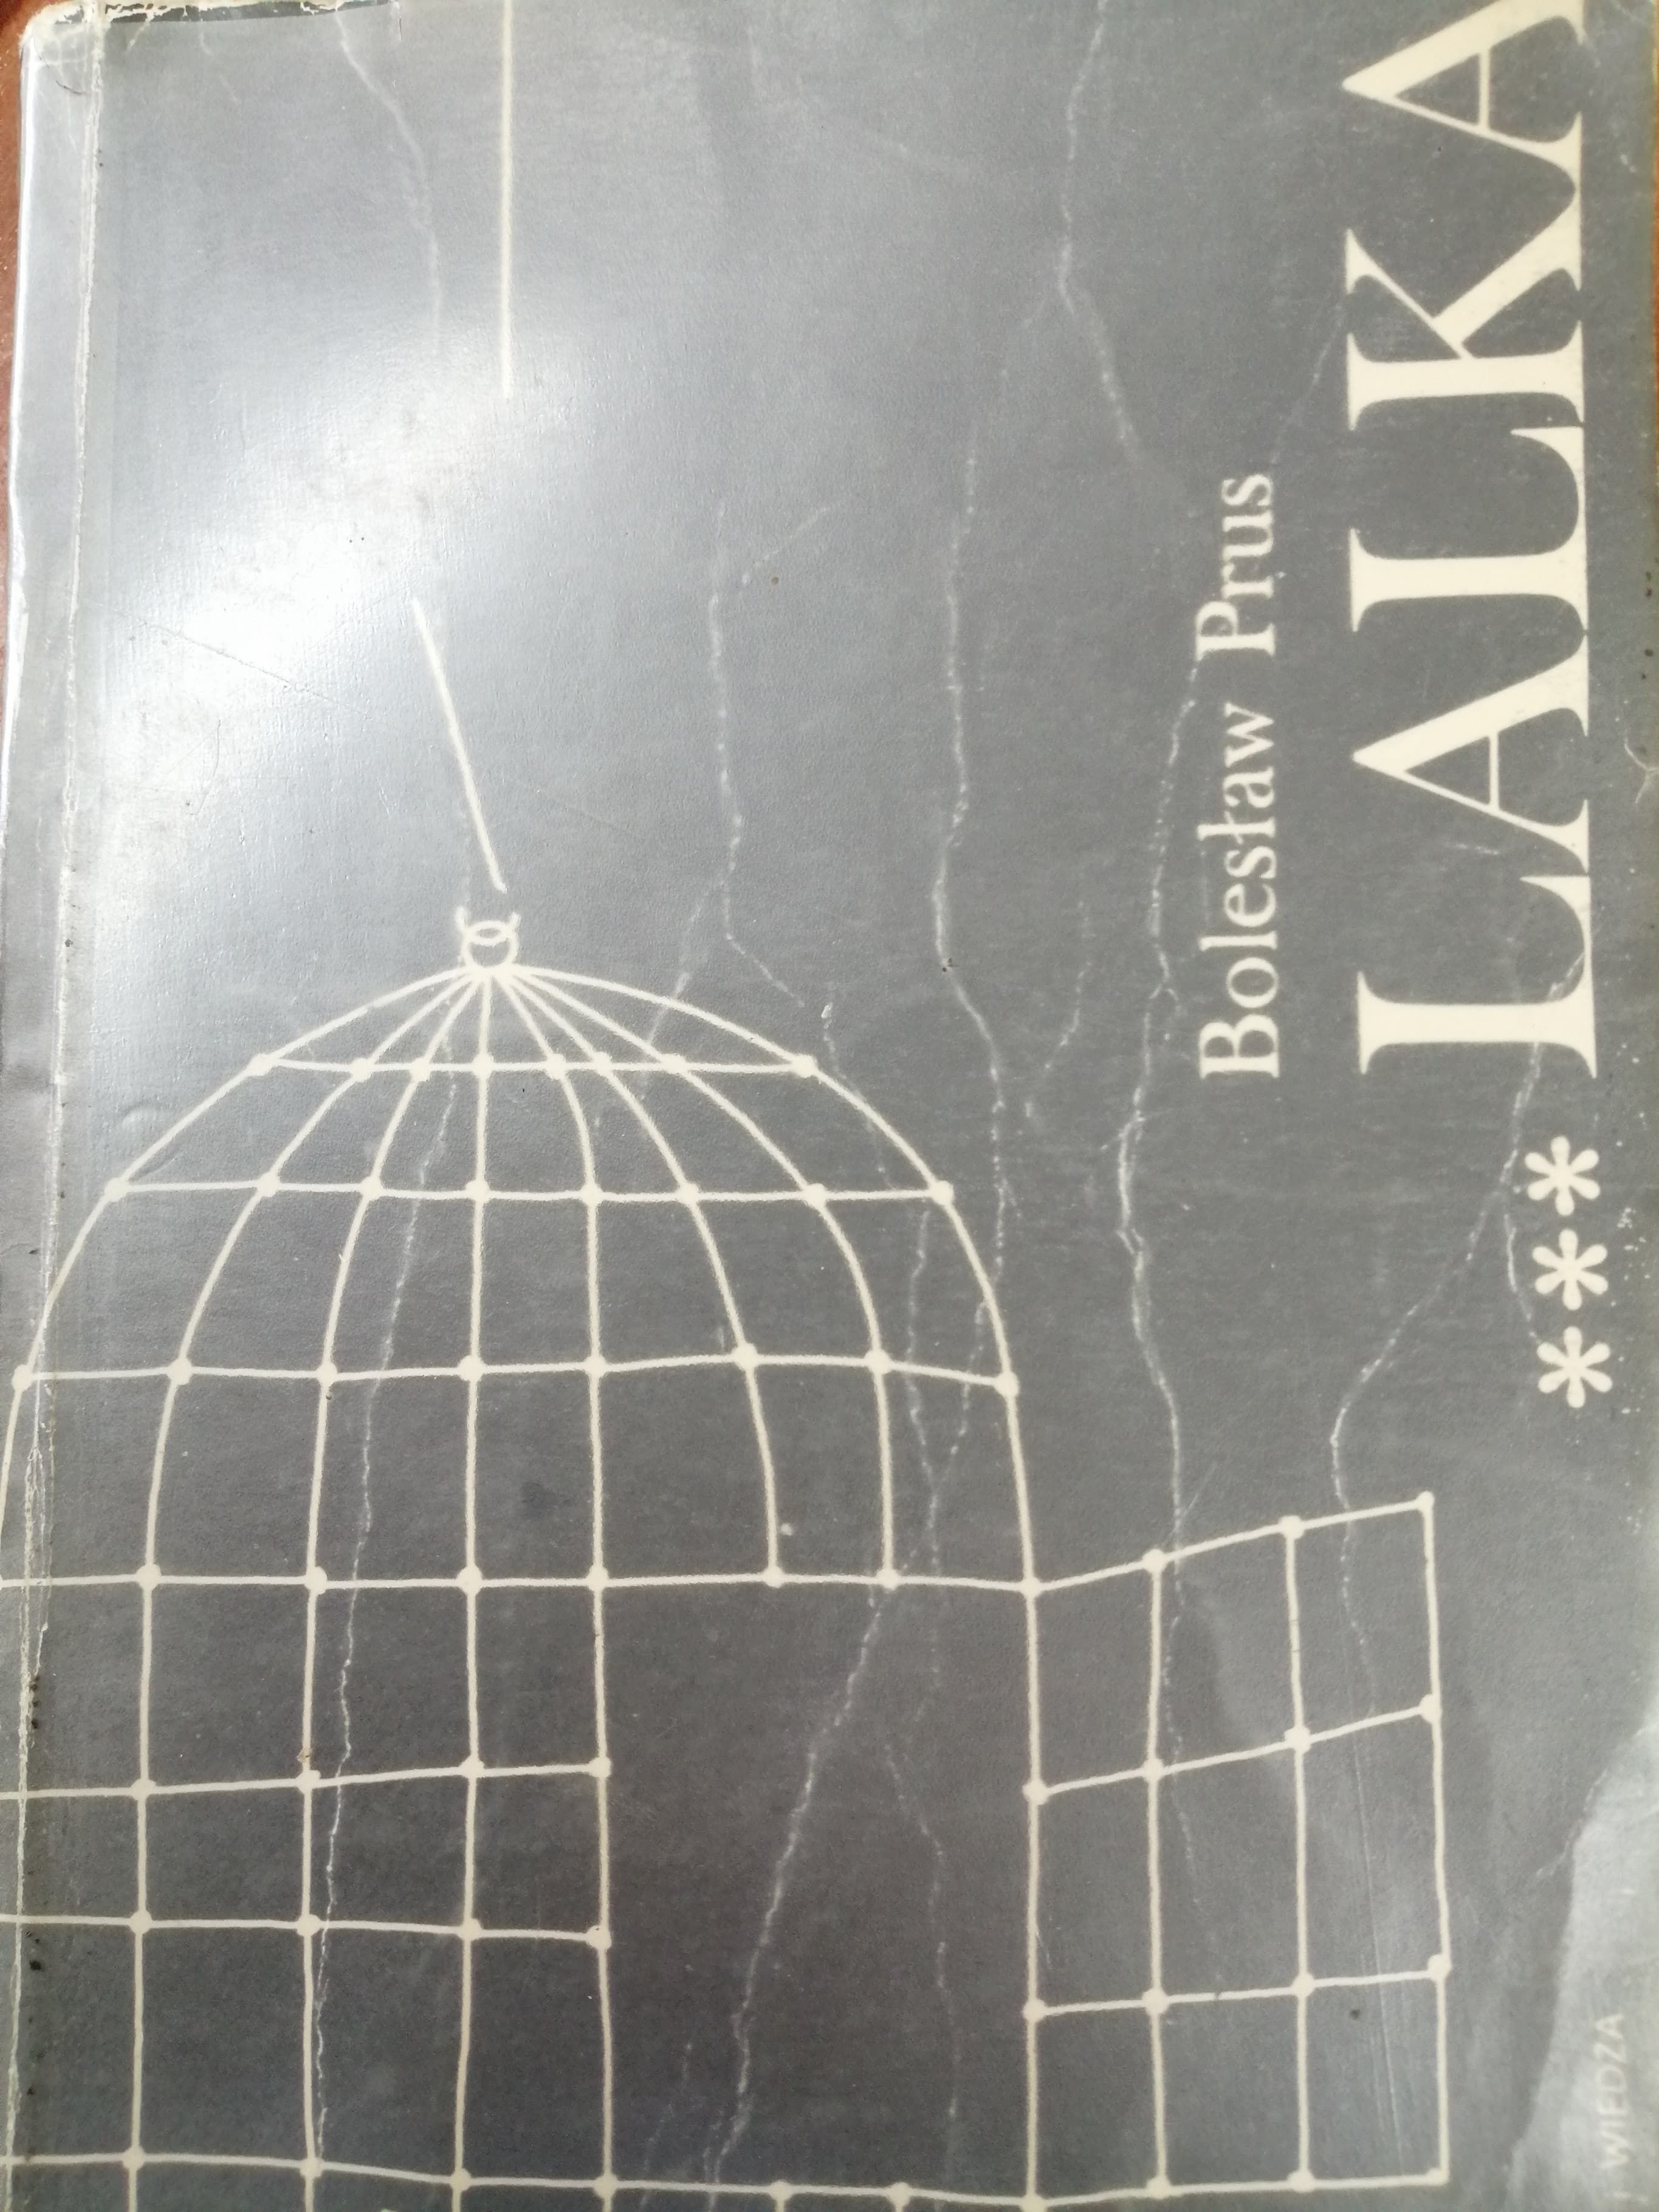 Bolesław Prus
LALKA
***
WIEDZA